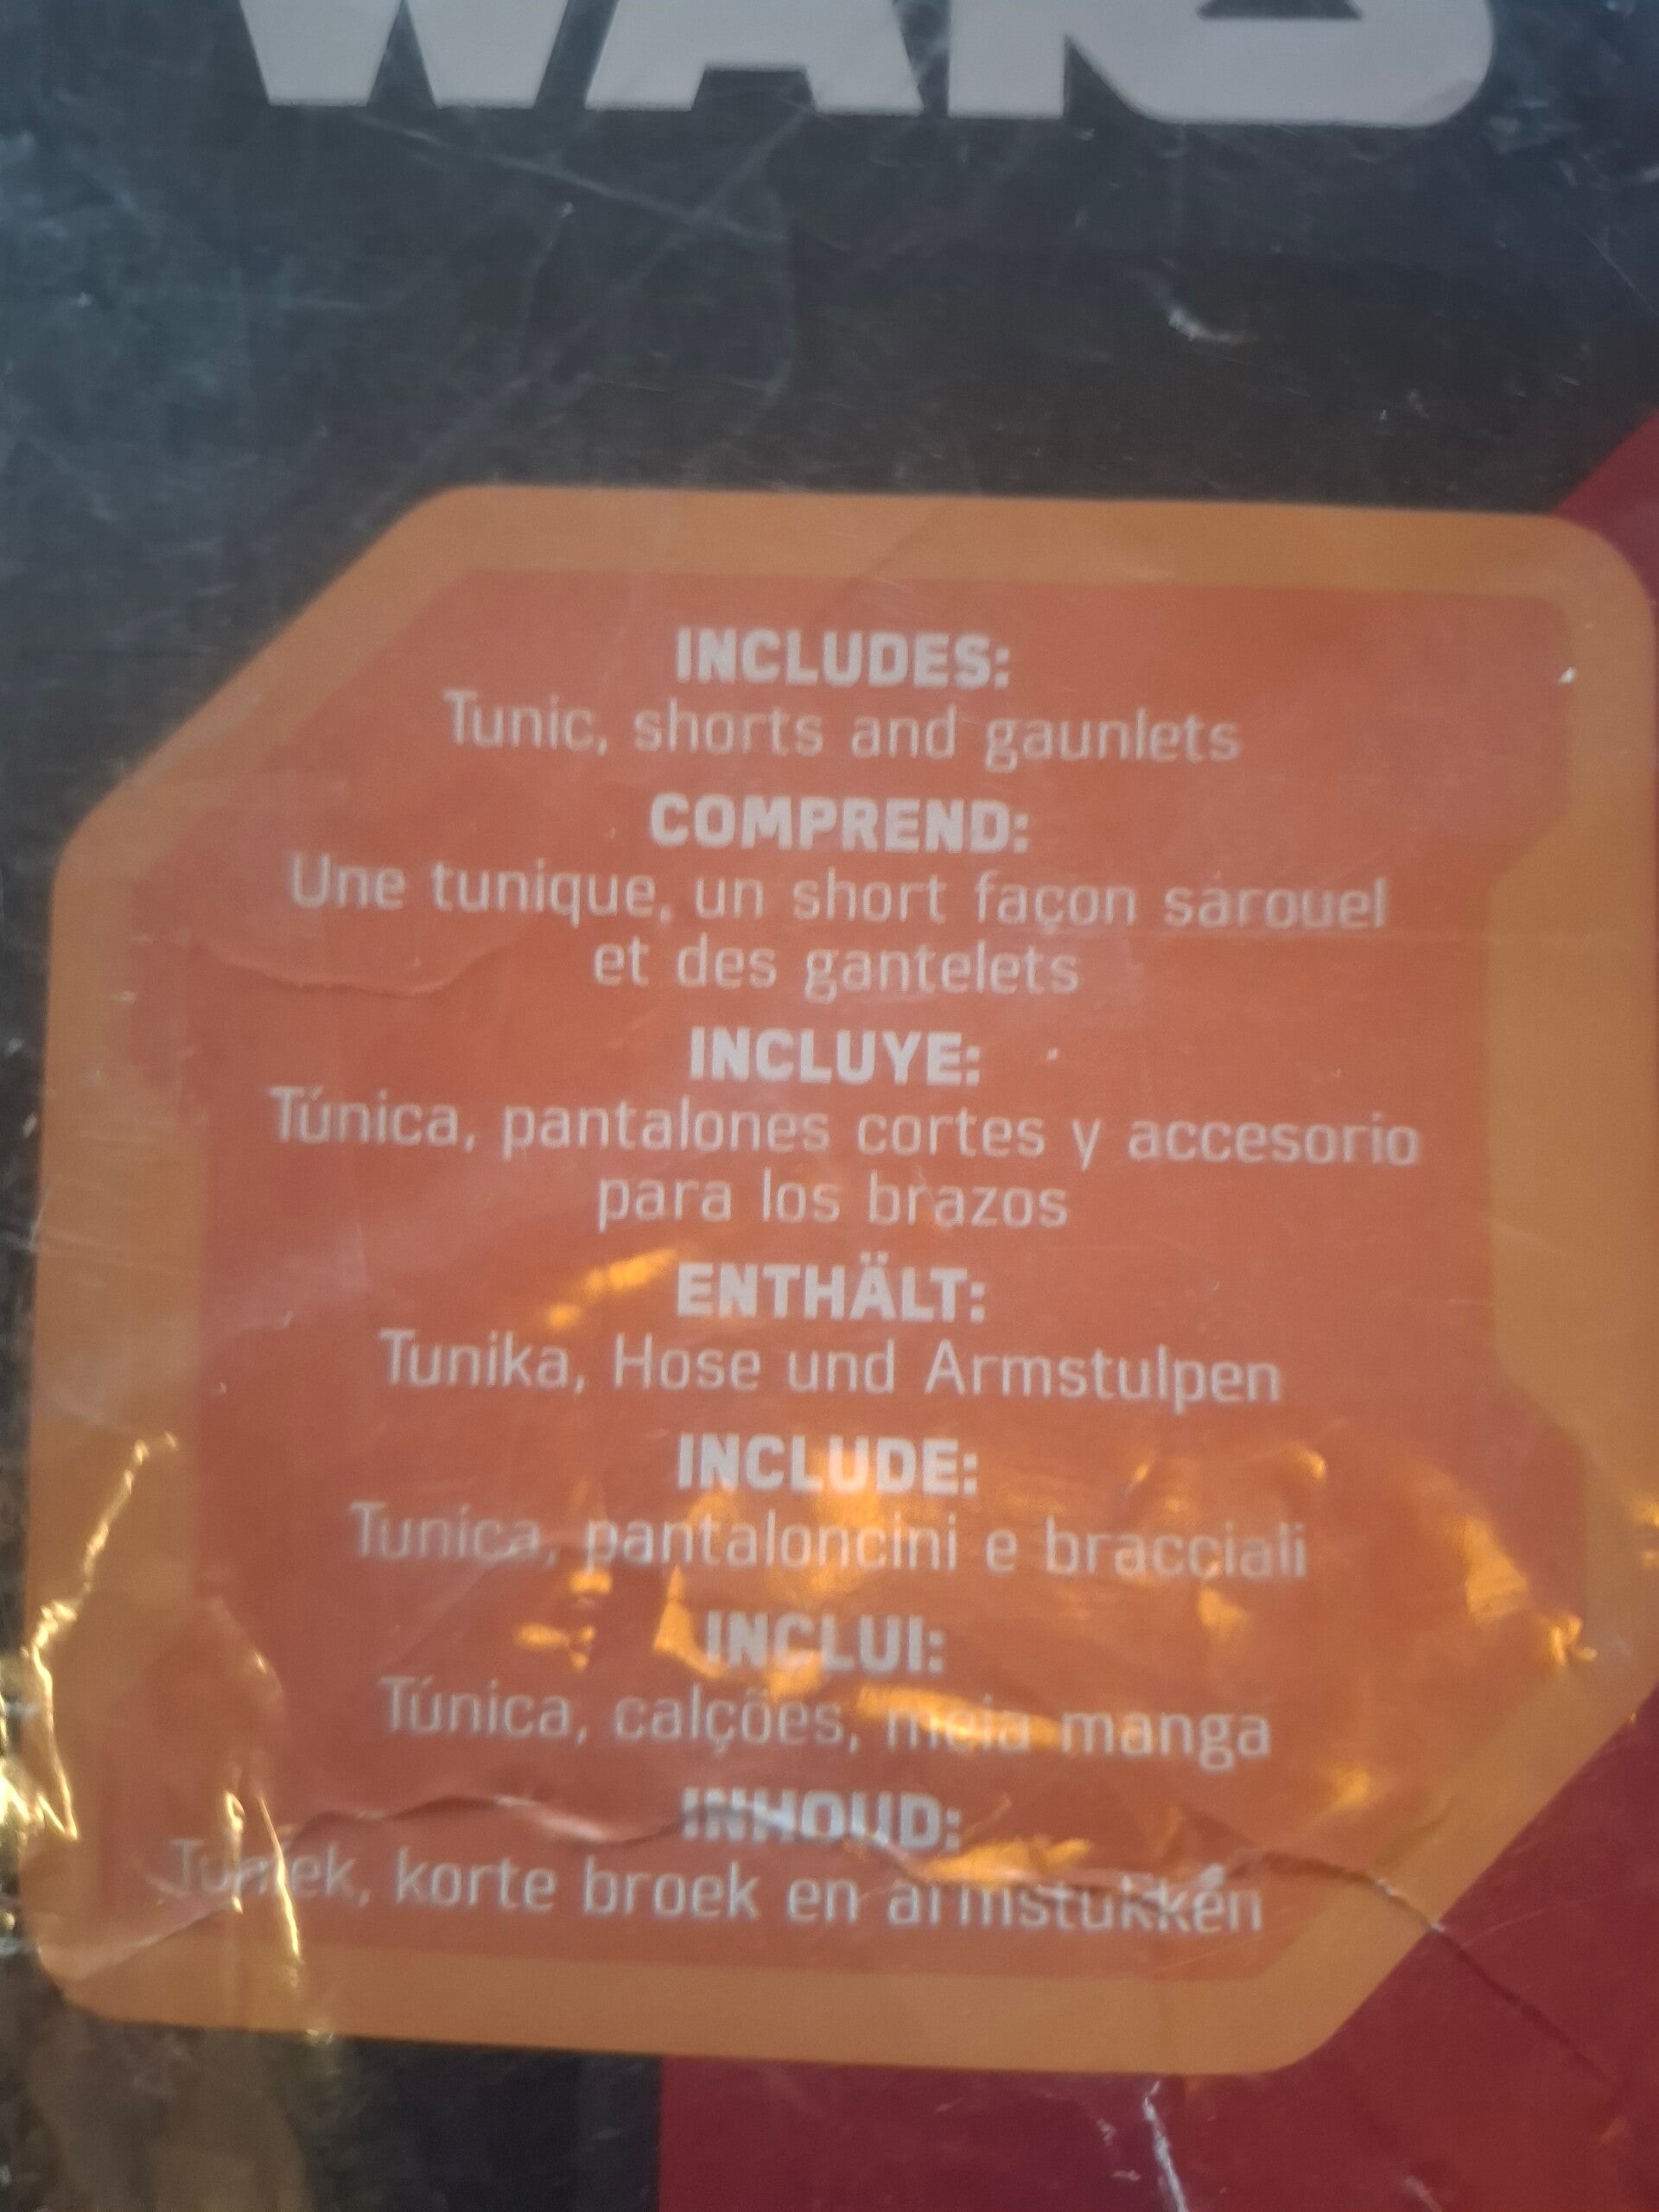 WARS
INCLUDES:
Tunic, shorts and gaunlets
COMPREND:
Une tunique, un short façon sarouel
et des gantelets
INCLUYE:
Túnica, pantalones cortes y accesorio
para los brazos
ENTHÄLT:
Tunika, Hose und Armstulpen
INCLUDE:
Tunica, pantaloncini e bracciali
INCLUI:
Túnica, calções, meia manga
INHOUD:
Tuniek, korte broek en armstukken